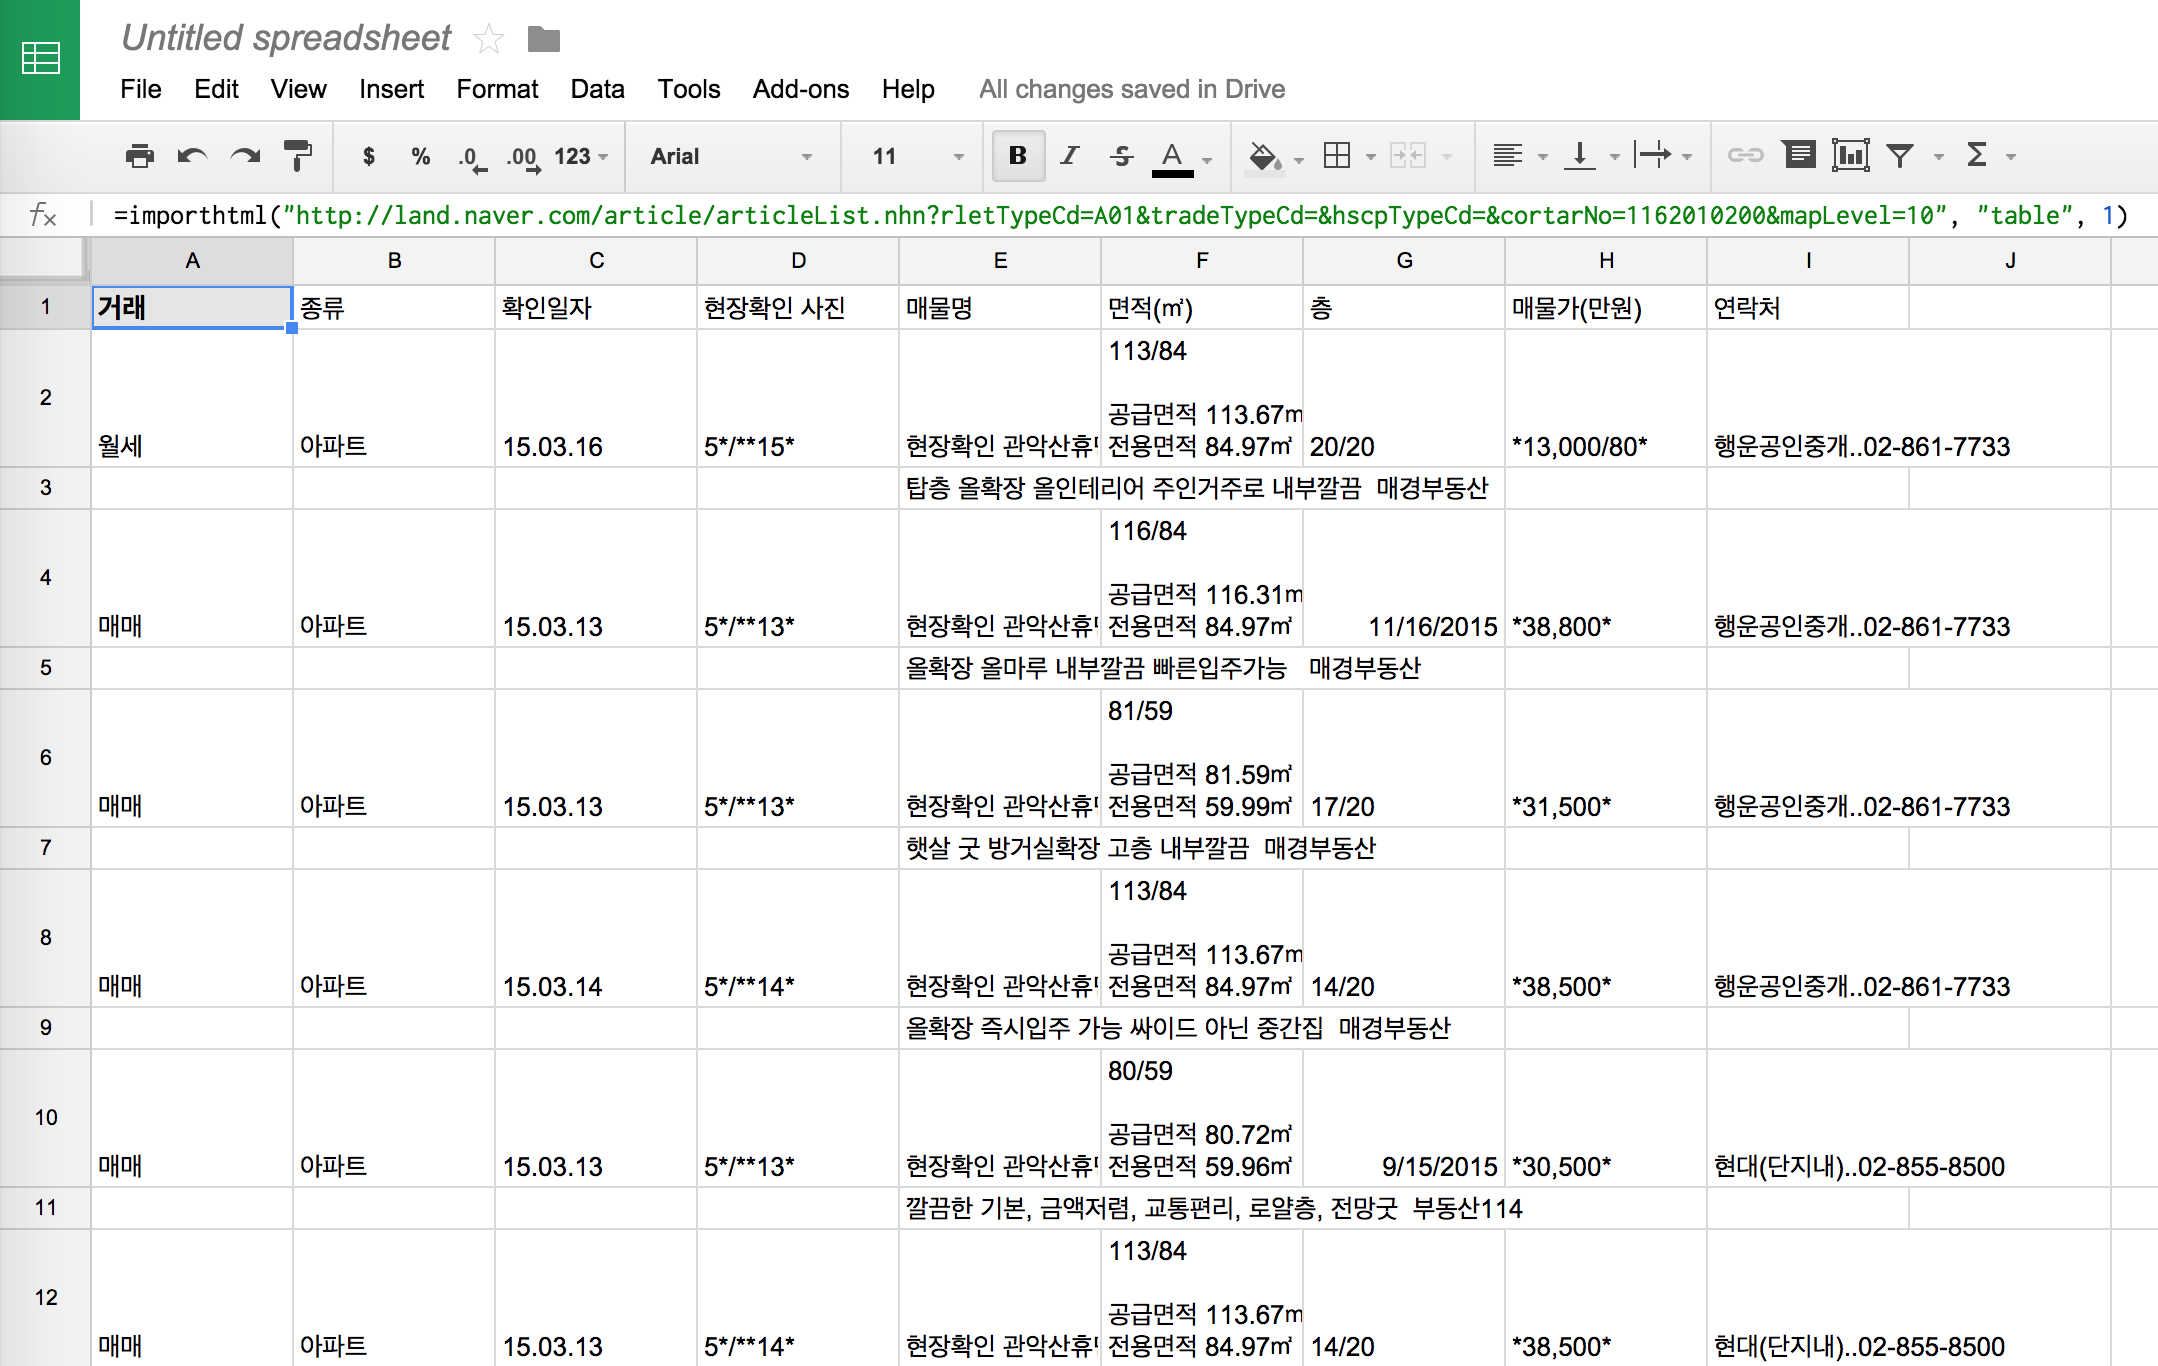 Untitled spreadsheet
File Edit View Insert Format Data Tools Add-ons Help All changes saved in Drive
$ % .0 .00 123 Arial 11 B I S A Σ
fx =importhtml("http://land.naver.com/article/articleList.nhn?rletTypeCd=A01&tradeTypeCd=&hscpTypeCd=&cortarNo=1162010200&mapLevel=10", "table", 1)
A B C D E F G H I J
1 거래 종류 확인일자 현장확인 사진 매물명 면적(㎡) 층 매물가(만원) 연락처
113/84
공급면적 113.67㎡
2 월세 아파트 15.03.16 5*/**15* 현장확인 관악산휴 전용면적 84.97㎡ 20/20 *13,000/80* 행운공인중개..02-861-7733
3 탑층 올확장 올인테리어 주인거주로 내부깔끔 매경부동산
116/84
공급면적 116.31㎡
4 매매 아파트 15.03.13 5*/**13* 현장확인 관악산휴 전용면적 84.97㎡ 11/16/2015 *38,800* 행운공인중개..02-861-7733
5 올확장 올마루 내부깔끔 빠른입주가능 매경부동산
81/59
공급면적 81.59㎡
6 매매 아파트 15.03.13 5*/**13* 현장확인 관악산휴 전용면적 59.99㎡ 17/20 *31,500* 행운공인중개..02-861-7733
7 햇살 굿 방거실확장 고층 내부깔끔 매경부동산
113/84
공급면적 113.67㎡
8 매매 아파트 15.03.14 5*/**14* 현장확인 관악산휴 전용면적 84.97㎡ 14/20 *38,500* 행운공인중개..02-861-7733
9 올확장 즉시입주 가능 싸이드 아닌 중간집 매경부동산
80/59
공급면적 80.72㎡
10 매매 아파트 15.03.13 5*/**13* 현장확인 관악산휴 전용면적 59.96㎡ 9/15/2015 *30,500* 현대(단지내)..02-855-8500
11 깔끔한 기본, 금액저렴, 교통편리, 로얄층, 전망굿 부동산114
113/84
공급면적 113.67㎡
12 매매 아파트 15.03.13 5*/**14* 현장확인 관악산휴 전용면적 84.97㎡ 14/20 *38,500* 현대(단지내)..02-855-8500